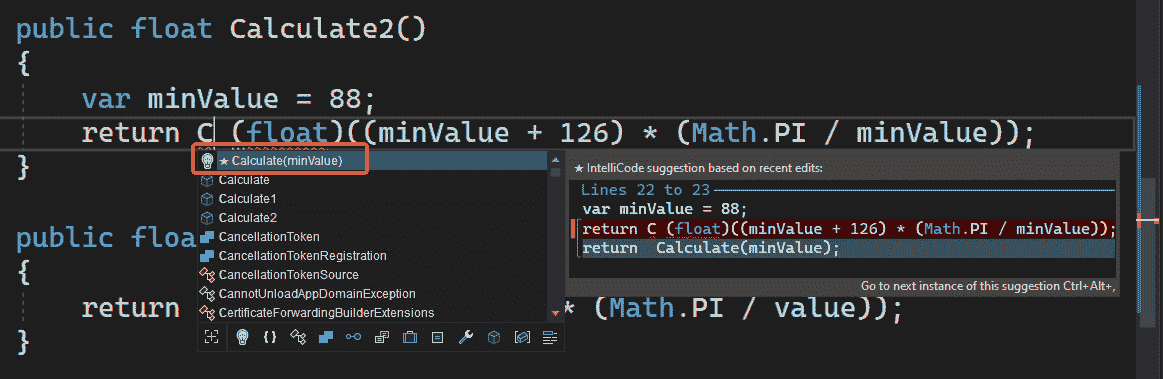 public float Calculate2()
{
var minValue = 88;
return C (float)((minValue + 126) * (Math.PI / minValue));
}
★ Calculate(minValue)
Calculate
Calculate1
Calculate2
CancellationToken
CancellationTokenRegistration
CancellationTokenSource
CannotUnloadAppDomainException
CertificateForwardingBuilderExtensions
★ IntelliCode suggestion based on recent edits:
Lines 22 to 23
var minValue = 88;
return C (float)((minValue + 126) * (Math.PI / minValue));
return  Calculate(minValue);
Go to next instance of this suggestion Ctrl+Alt+,
public floa
{
return * (Math.PI / value));
}